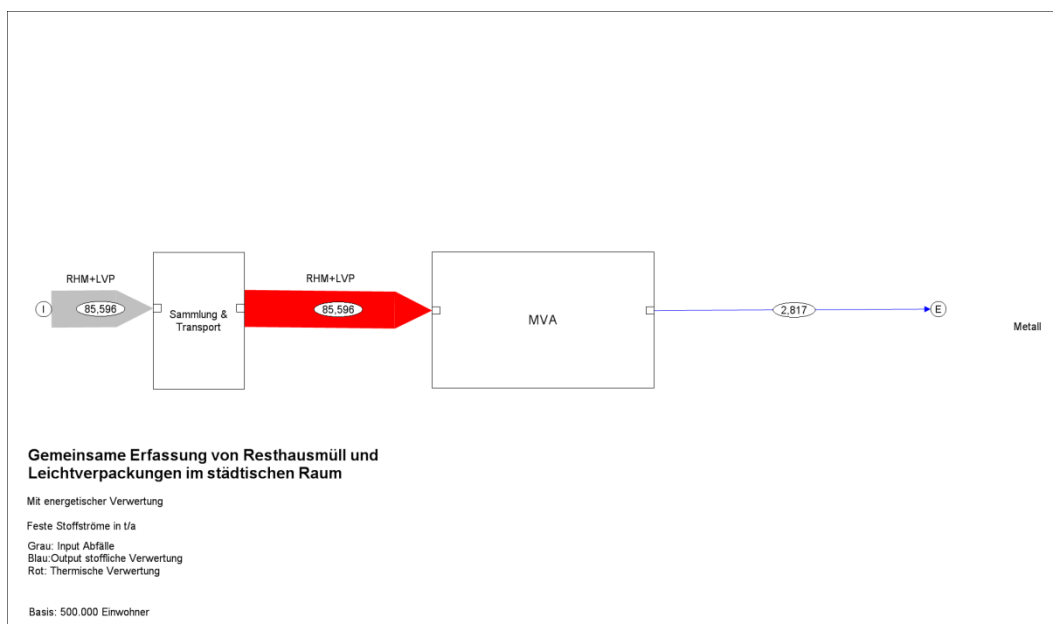 RHM+LVP
RHM+LVP
I
85,596
Sammlung &
Transport
85,596
MVA
2,817
E
Metall
Gemeinsame Erfassung von Resthausmüll und
Leichtverpackungen im städtischen Raum
Mit energetischer Verwertung
Feste Stoffströme in t/a
Grau: Input Abfälle
Blau:Output stoffliche Verwertung
Rot: Thermische Verwertung
Basis: 500.000 Einwohner